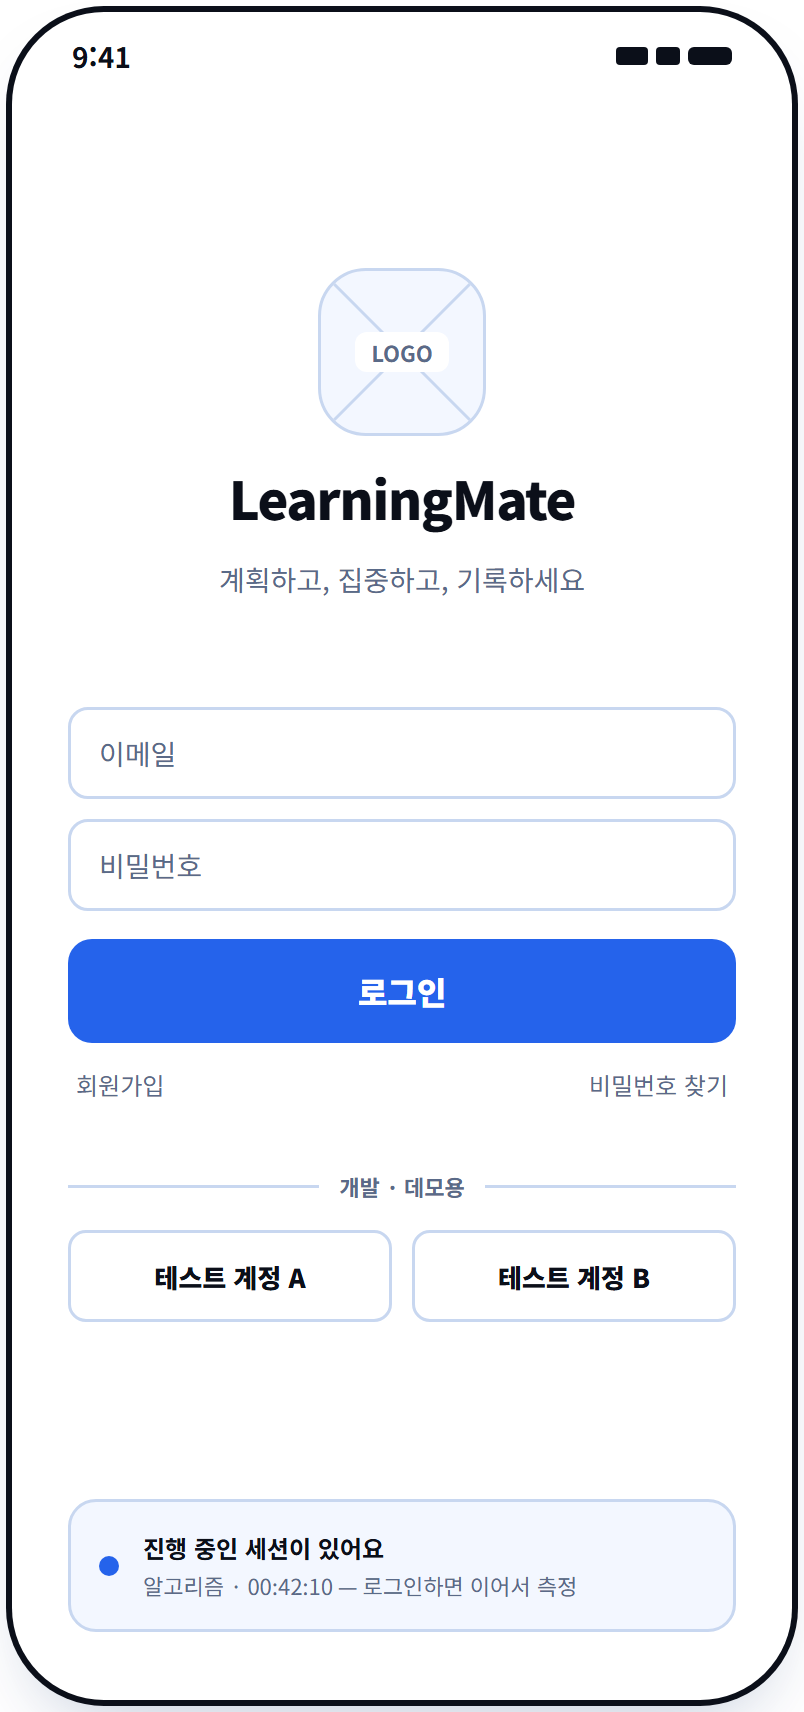 9:41
LOGO
LearningMate
계획하고, 집중하고, 기록하세요
이메일
비밀번호
로그인
회원가입
비밀번호 찾기
개발 · 데모용
테스트 계정 A
테스트 계정 B
진행 중인 세션이 있어요
알고리즘 · 00:42:10 — 로그인하면 이어서 측정